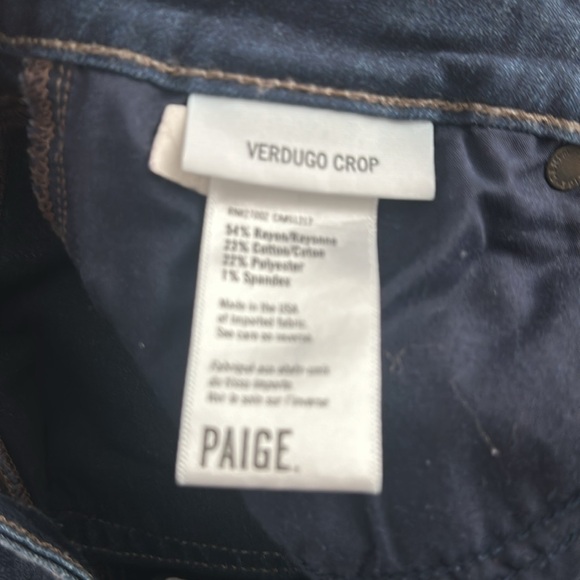 VERDUGO CROP
54% Rayon/Rayonne
23% Cotton/Coton
22% Polyester
1% Spandex
Made in the USA
of imported fabric.
See care on reverse.
Fabriqué aux états-unis
de tissu importé.
Voir le soin sur l'inverse
PAIGE.